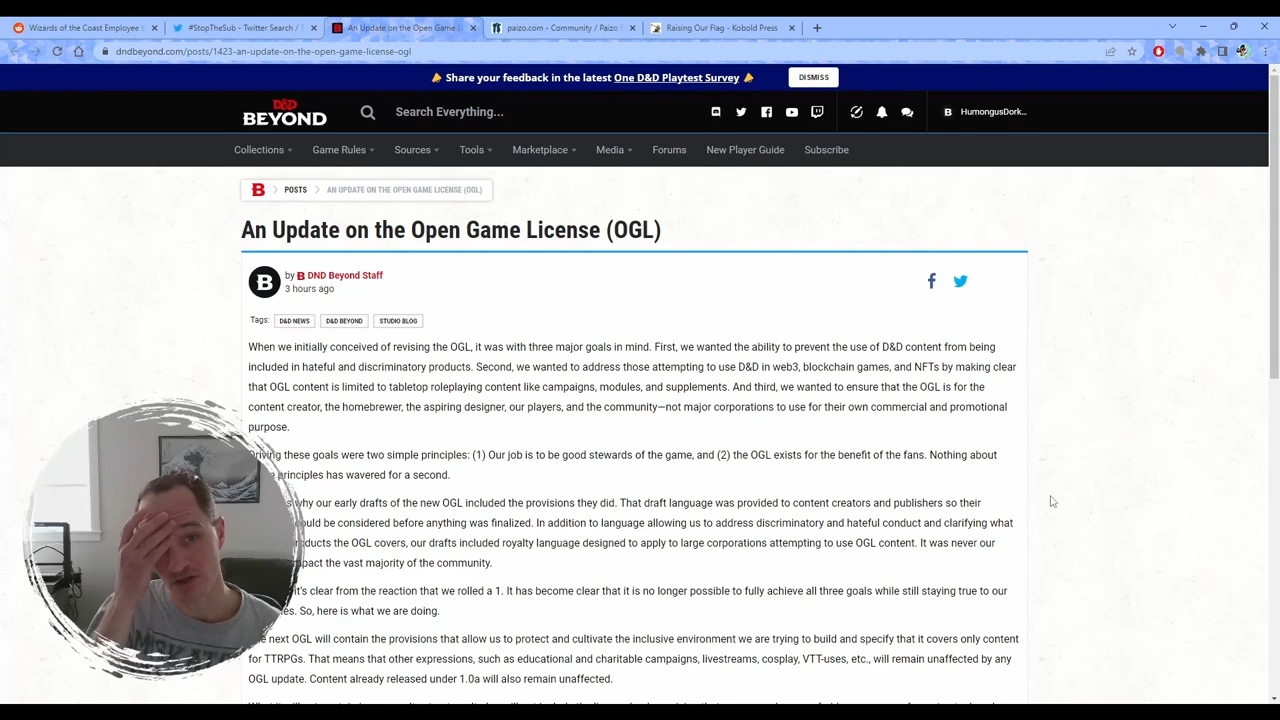 Wizards of the Coast Employee
#StopTheSub - Twitter Search /
An Update on the Open Game
paizo.com - Community / Paizo
Raising Our Flag - Kobold Press
dndbeyond.com/posts/1423-an-update-on-the-open-game-license-ogl
Share your feedback in the latest One D&D Playtest Survey
DISMISS
D&D
BEYOND
Search Everything...
HumongusDork...
Collections
Game Rules
Sources
Tools
Marketplace
Media
Forums
New Player Guide
Subscribe
POSTS
AN UPDATE ON THE OPEN GAME LICENSE (OGL)
An Update on the Open Game License (OGL)
by DND Beyond Staff
3 hours ago
Tags: D&D NEWS D&D BEYOND STUDIO BLOG
When we initially conceived of revising the OGL, it was with three major goals in mind. First, we wanted the ability to prevent the use of D&D content from being
included in hateful and discriminatory products. Second, we wanted to address those attempting to use D&D in web3, blockchain games, and NFTs by making clear
that OGL content is limited to tabletop roleplaying content like campaigns, modules, and supplements. And third, we wanted to ensure that the OGL is for the
content creator, the homebrewer, the aspiring designer, our players, and the community—not major corporations to use for their own commercial and promotional
purpose.
Driving these goals were two simple principles: (1) Our job is to be good stewards of the game, and (2) the OGL exists for the benefit of the fans. Nothing about
principles has wavered for a second.
why our early drafts of the new OGL included the provisions they did. That draft language was provided to content creators and publishers so their
could be considered before anything was finalized. In addition to language allowing us to address discriminatory and hateful conduct and clarifying what
products the OGL covers, our drafts included royalty language designed to apply to large corporations attempting to use OGL content. It was never our
impact the vast majority of the community.
it's clear from the reaction that we rolled a 1. It has become clear that it is no longer possible to fully achieve all three goals while still staying true to our
So, here is what we are doing.
next OGL will contain the provisions that allow us to protect and cultivate the inclusive environment we are trying to build and specify that it covers only content
for TTRPGs. That means that other expressions, such as educational and charitable campaigns, livestreams, cosplay, VTT-uses, etc., will remain unaffected by any
OGL update. Content already released under 1.0a will also remain unaffected.